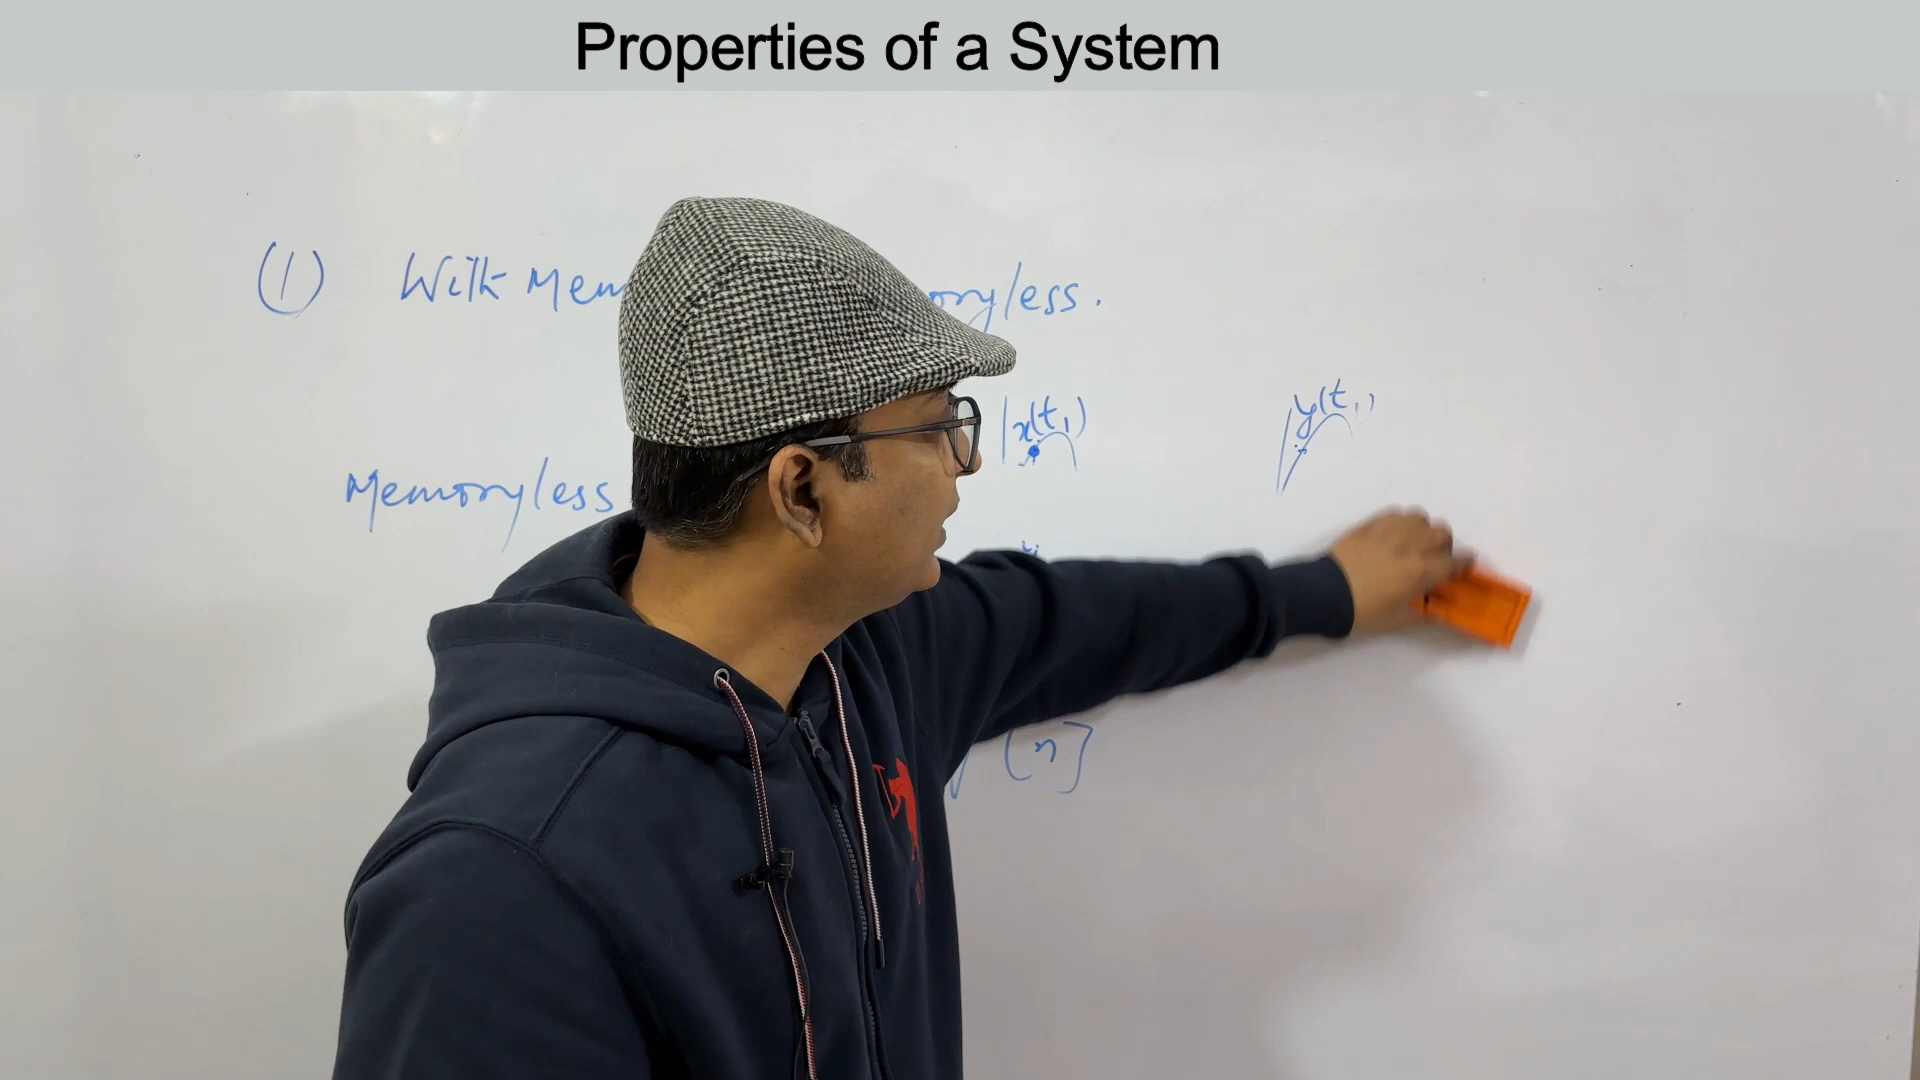 Properties of a System
(1) With Mem oryless.
x(t₁) y(t₁)
Memoryless
[n]